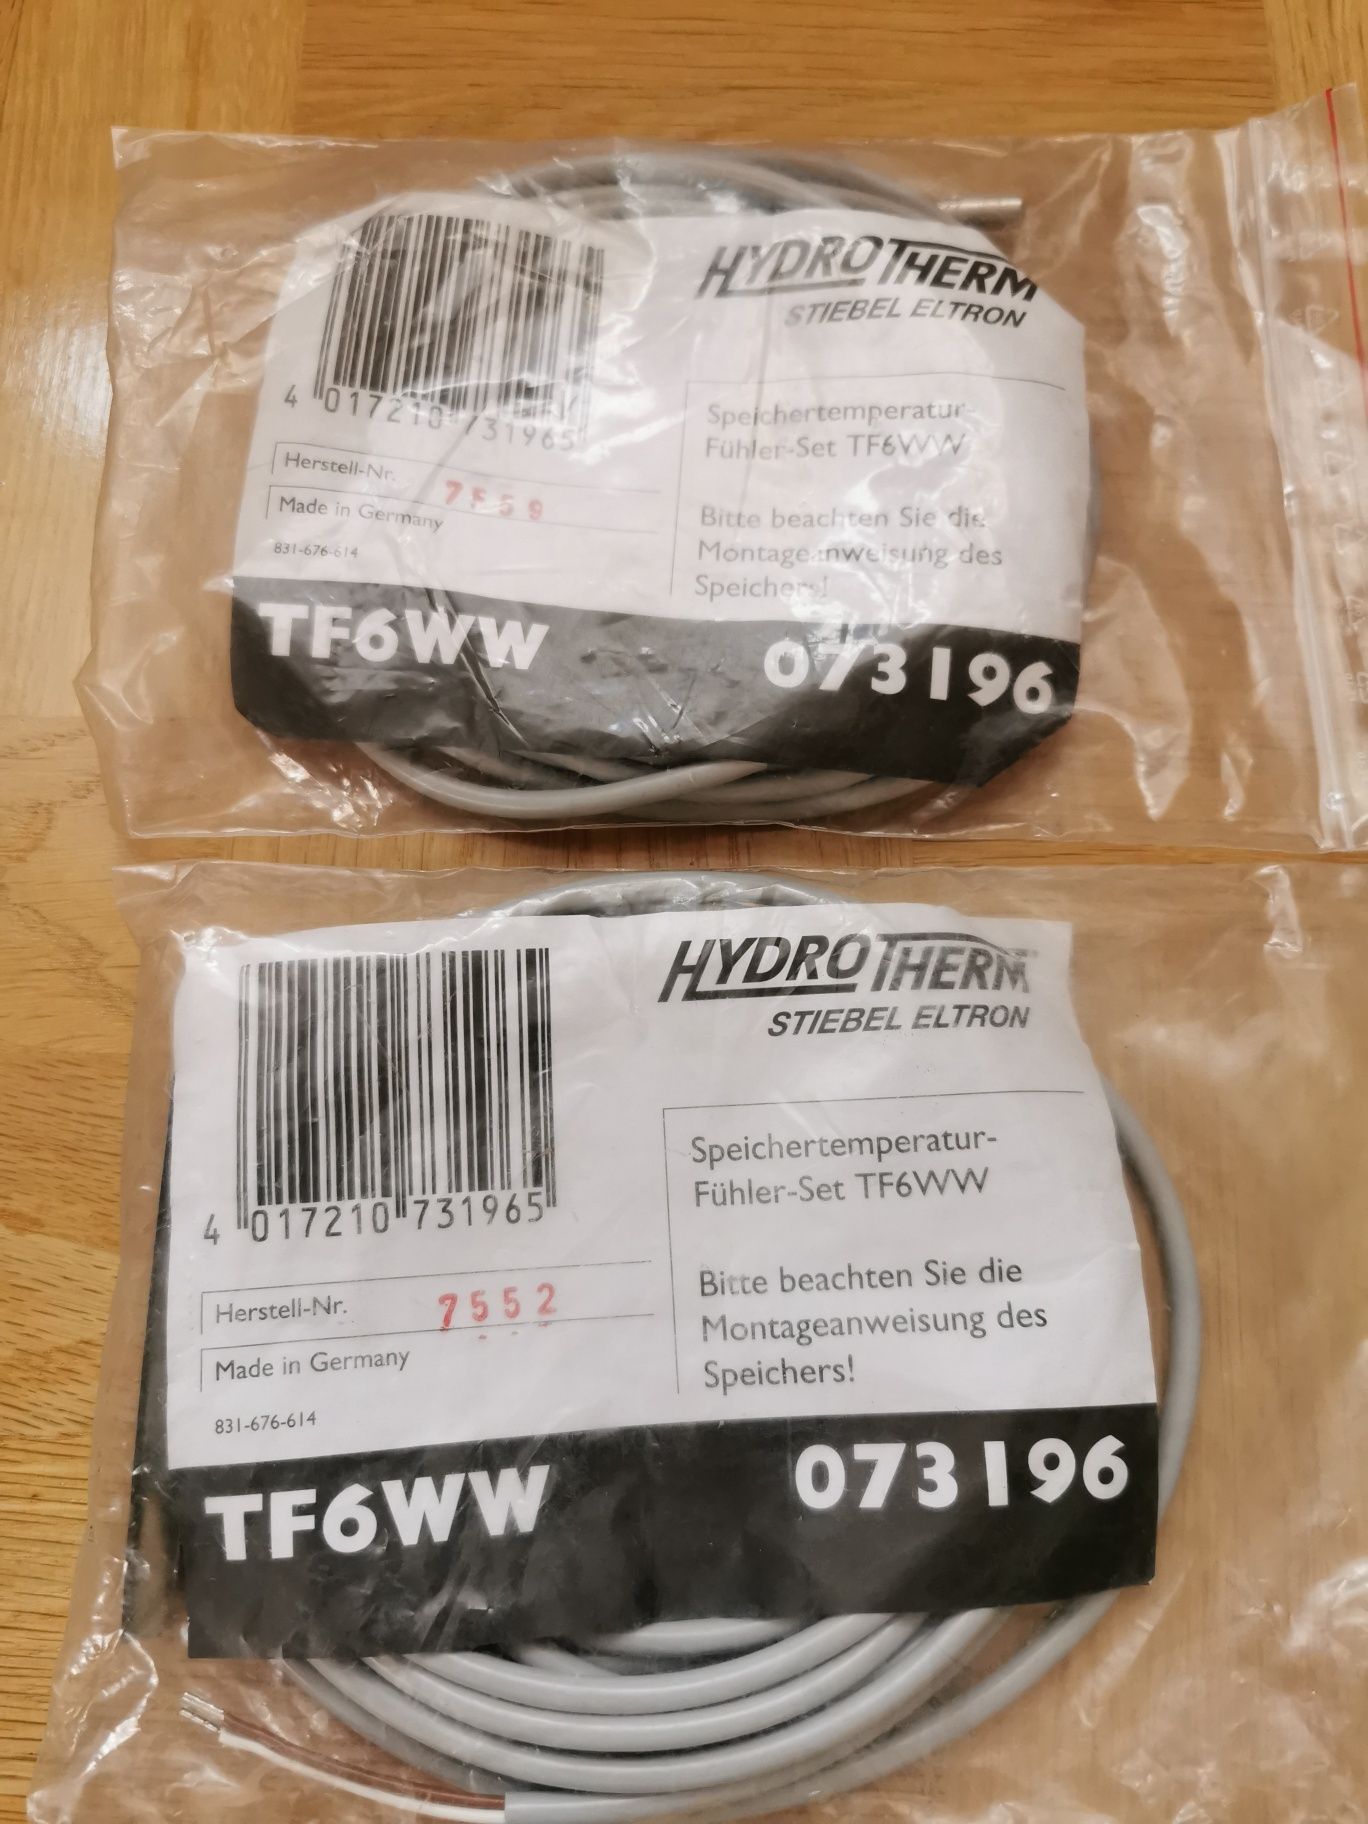 HYDROTHERM
STIEBEL ELTRON
4 017210 731965
Speichertemperatur-
Fühler-Set TF6WW
Herstell-Nr. 7559
Made in Germany
831-676-614
Bitte beachten Sie die
Montageanweisung des
Speichers!
TF6WW 073196
HYDROTHERM
STIEBEL ELTRON
4 017210 731965
Speichertemperatur-
Fühler-Set TF6WW
Herstell-Nr. 7552
Made in Germany
831-676-614
Bitte beachten Sie die
Montageanweisung des
Speichers!
TF6WW 073196